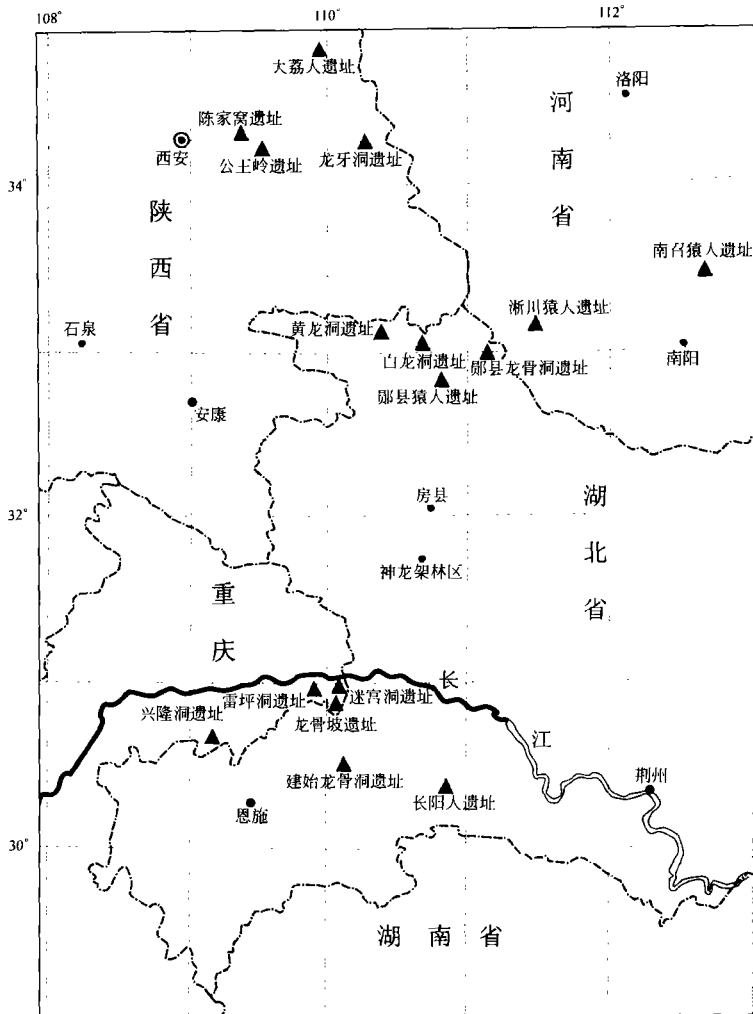 108°
110°
112°
大荔人遗址
洛阳
河南省
陈家窝遗址
西安
公王岭遗址
龙牙洞遗址
34°
陕西省
南召猿人遗址
淅川猿人遗址
石泉
黄龙洞遗址
白龙洞遗址
郧县龙骨洞遗址
南阳
郧县猿人遗址
安康
32°
房县
湖北省
神龙架林区
重庆
长江
雷坪洞遗址
迷宫洞遗址
兴隆洞遗址
龙骨坡遗址
建始龙骨洞遗址
长阳人遗址
荆州
恩施
30°
湖南省